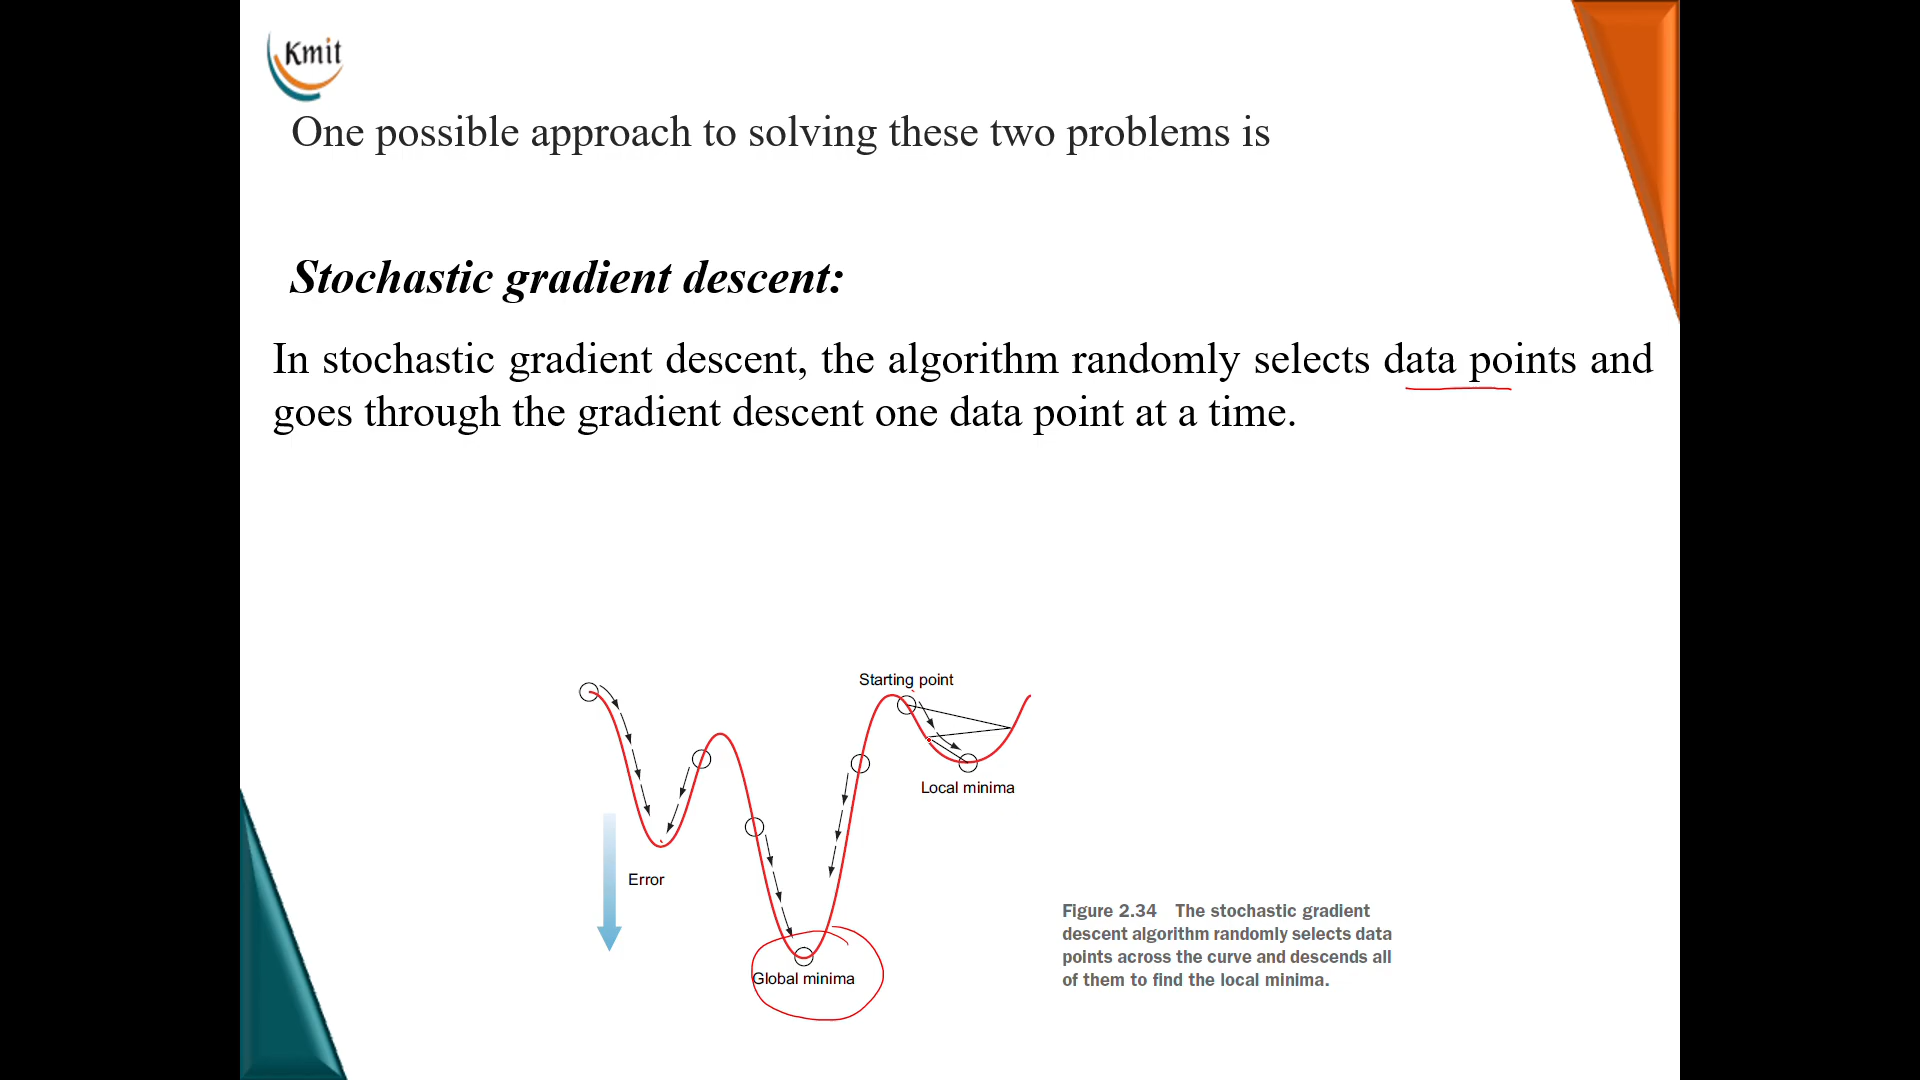 Kmit
One possible approach to solving these two problems is
Stochastic gradient descent:
In stochastic gradient descent, the algorithm randomly selects data points and
goes through the gradient descent one data point at a time.
Starting point
Local minima
Error
Global minima
Figure 2.34 The stochastic gradient
descent algorithm randomly selects data
points across the curve and descends all
of them to find the local minima.